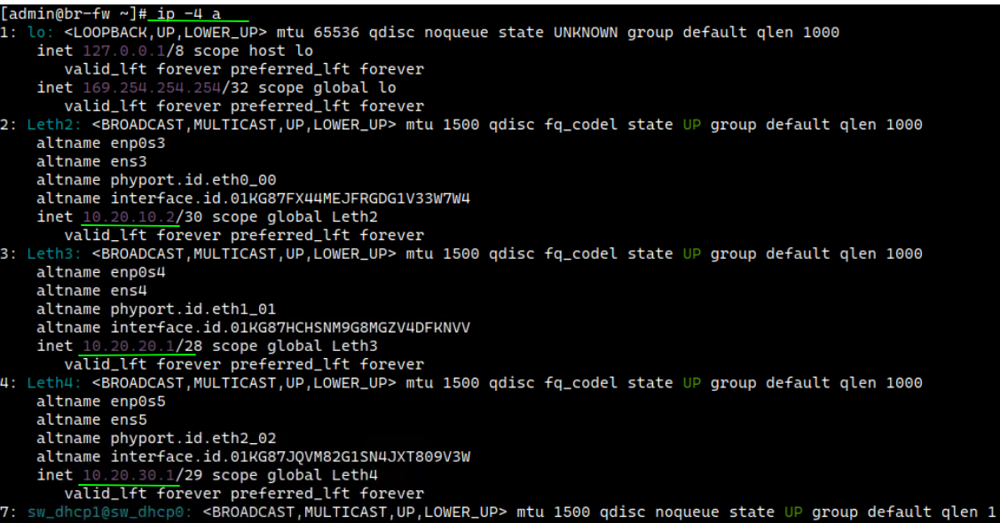 [admin@br-fw ~]# ip -4 a
1: lo: <LOOPBACK,UP,LOWER_UP> mtu 65536 qdisc noqueue state UNKNOWN group default qlen 1000
    inet 127.0.0.1/8 scope host lo
       valid_lft forever preferred_lft forever
    inet 169.254.254.254/32 scope global lo
       valid_lft forever preferred_lft forever
2: Leth2: <BROADCAST,MULTICAST,UP,LOWER_UP> mtu 1500 qdisc fq_codel state UP group default qlen 1000
    altname enp0s3
    altname ens3
    altname phyport.id.eth0_00
    altname interface.id.01KG87FX44MEJFRGDG1V33W7W4
    inet 10.20.10.2/30 scope global Leth2
       valid_lft forever preferred_lft forever
3: Leth3: <BROADCAST,MULTICAST,UP,LOWER_UP> mtu 1500 qdisc fq_codel state UP group default qlen 1000
    altname enp0s4
    altname ens4
    altname phyport.id.eth1_01
    altname interface.id.01KG87HCHSNM9G8MGZV4DFKNVV
    inet 10.20.20.1/28 scope global Leth3
       valid_lft forever preferred_lft forever
4: Leth4: <BROADCAST,MULTICAST,UP,LOWER_UP> mtu 1500 qdisc fq_codel state UP group default qlen 1000
    altname enp0s5
    altname ens5
    altname phyport.id.eth2_02
    altname interface.id.01KG87JQVM82G1SN4JXT809V3W
    inet 10.20.30.1/29 scope global Leth4
       valid_lft forever preferred_lft forever
7: sw_dhcp1@sw_dhcp0: <BROADCAST,MULTICAST,UP,LOWER_UP> mtu 1500 qdisc noqueue state UP group default qlen 1